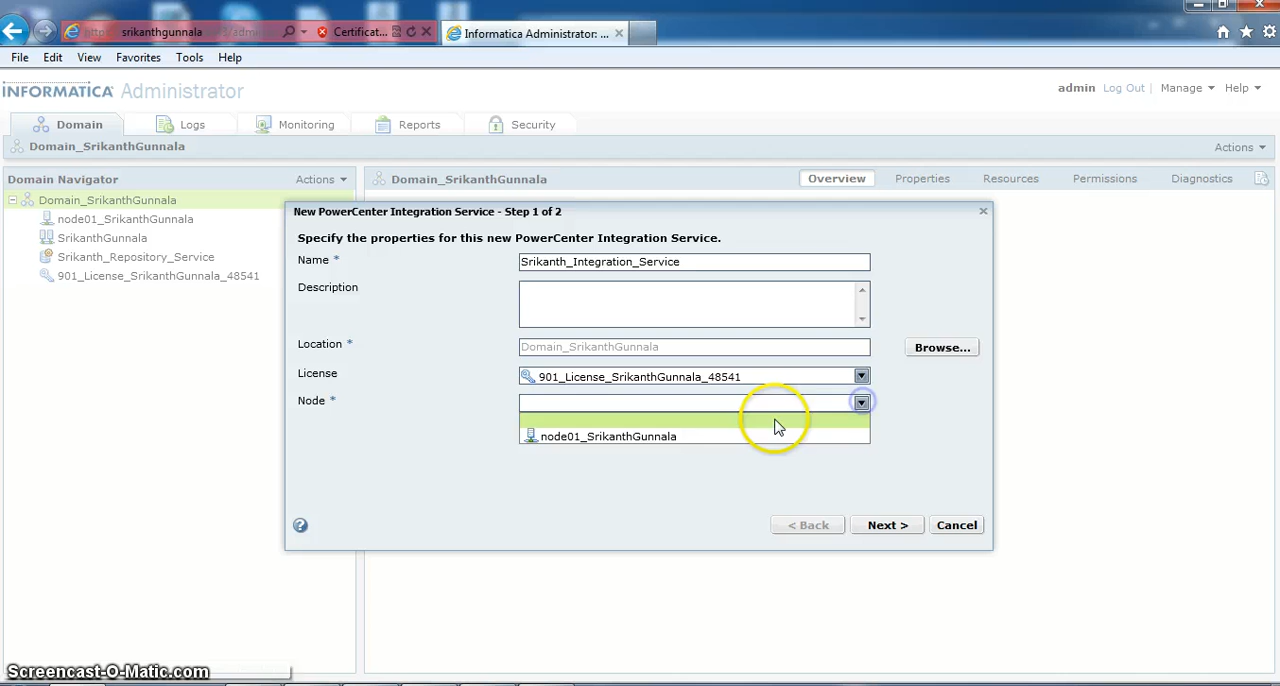 srikanthgunnala
Certificat...
Informatica Administrator: ...
File Edit View Favorites Tools Help
INFORMATICA Administrator
admin Log Out | Manage Help
Domain Logs Monitoring Reports Security
Domain_SrikanthGunnala Actions
Domain Navigator Actions
Domain_SrikanthGunnala Overview Properties Resources Permissions Diagnostics
Domain_SrikanthGunnala
node01_SrikanthGunnala
SrikanthGunnala
Srikanth_Repository_Service
901_License_SrikanthGunnala_48541
New PowerCenter Integration Service - Step 1 of 2
Specify the properties for this new PowerCenter Integration Service.
Name * Srikanth_Integration_Service
Description
Location * Domain_SrikanthGunnala Browse...
License 901_License_SrikanthGunnala_48541
Node *
node01_SrikanthGunnala
< Back Next > Cancel
Screencast-O-Matic.com